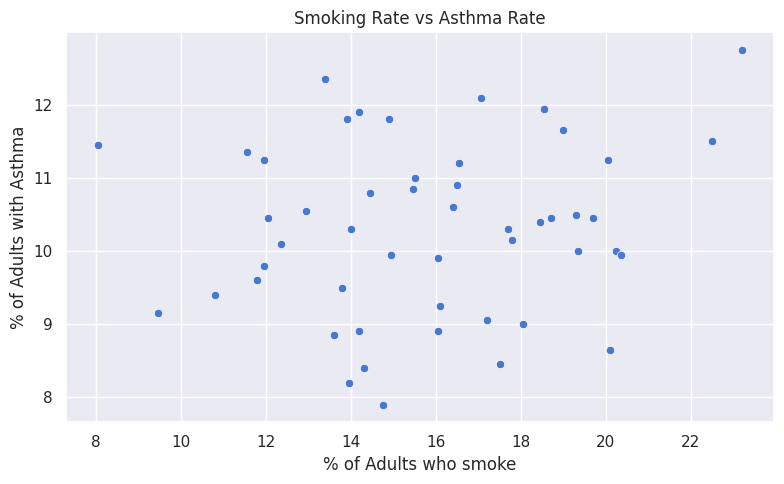 Smoking Rate vs Asthma Rate
% of Adults with Asthma
12
11
10
9
8
8 10 12 14 16 18 20 22
% of Adults who smoke